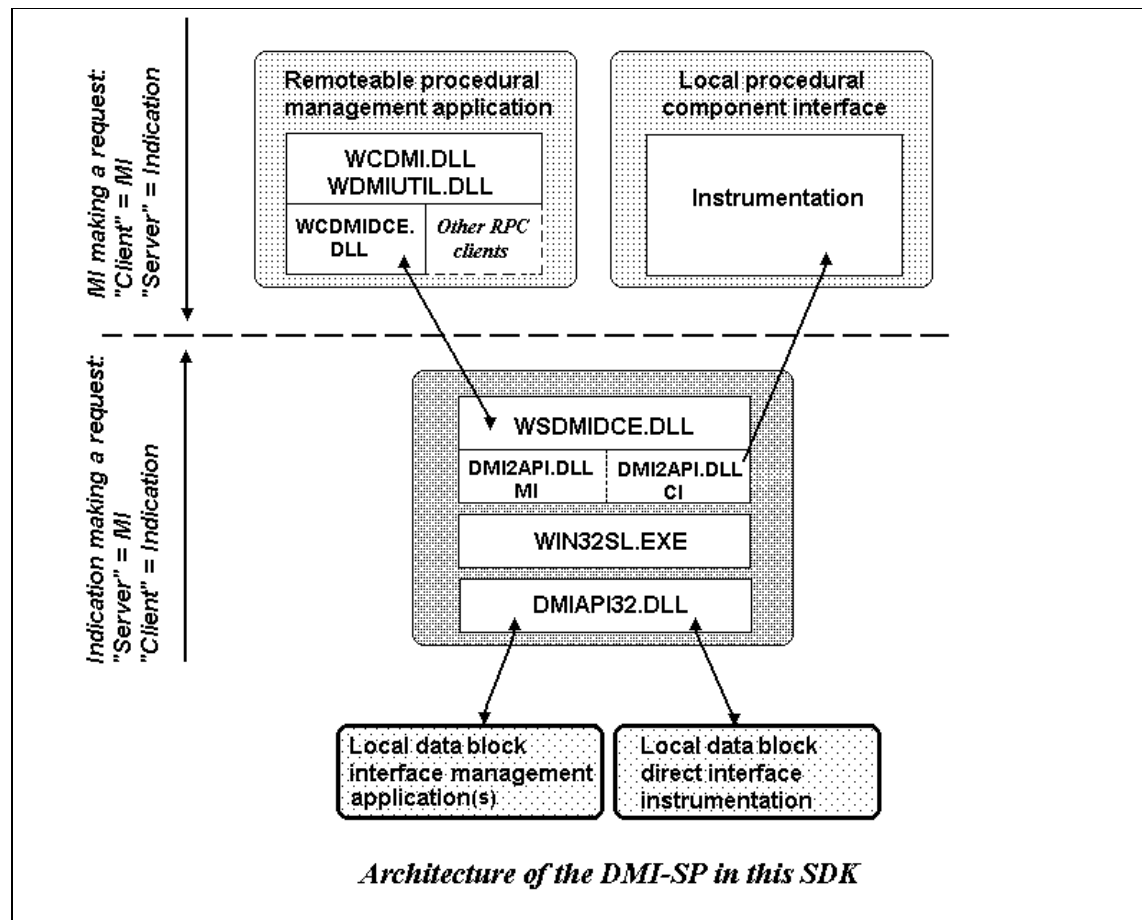 MI making a request:
"Client" = MI
"Server" = Indication
Remoteable procedural
management application
WCDMI.DLL
WDMIUTIL.DLL
WCDMIDCE.
DLL
Other RPC
clients
Local procedural
component interface
Instrumentation
Indication making a request:
"Server" = MI
"Client" = Indication
WSDMIDCE.DLL
DMI2API.DLL
MI
DMI2API.DLL
CI
WIN32SL.EXE
DMIAPI32.DLL
Local data block
interface management
application(s)
Local data block
direct interface
instrumentation
Architecture of the DMI-SP in this SDK